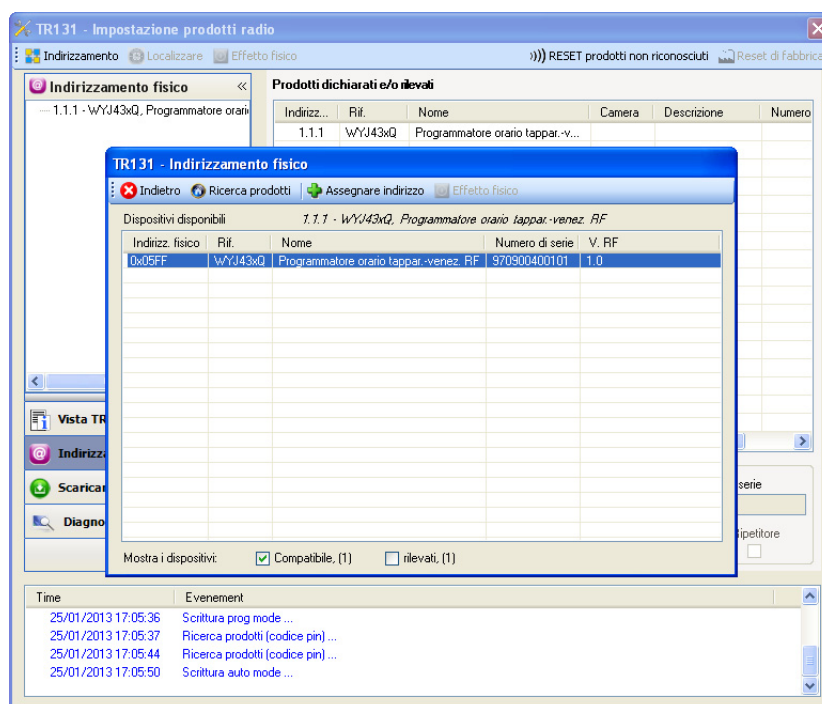 TR131 - Impostazione prodotti radio
Indirizzamento Localizzare Effetto fisico RESET prodotti non riconosciuti Reset di fabbrica
Indirizzamento fisico «
1.1.1 - WYJ43xQ, Programmatore orari
Prodotti dichiarati e/o rilevati
Indirizz... Rif. Nome Camera Descrizione Numero
1.1.1 WYJ43xQ Programmatore orario tappar.-v...
TR131 - Indirizzamento fisico
Indietro Ricerca prodotti Assegnare indirizzo Effetto fisico
Dispositivi disponibili 1.1.1 - WYJ43xQ, Programmatore orario tappar.-venez. RF
Indirizz. fisico Rif. Nome Numero di serie V. RF
0x05FF WYJ43xQ Programmatore orario tappar.-venez. RF 970900400101 1.0
Mostra i dispositivi: Compatibile, (1) rilevati, (1)
Vista TR
Indirizz
Scaricar
Diagno
serie
ipetitore
Time Evenement
25/01/2013 17:05:36 Scrittura prog mode ...
25/01/2013 17:05:37 Ricerca prodotti (codice pin) ...
25/01/2013 17:05:44 Ricerca prodotti (codice pin) ...
25/01/2013 17:05:50 Scrittura auto mode ...